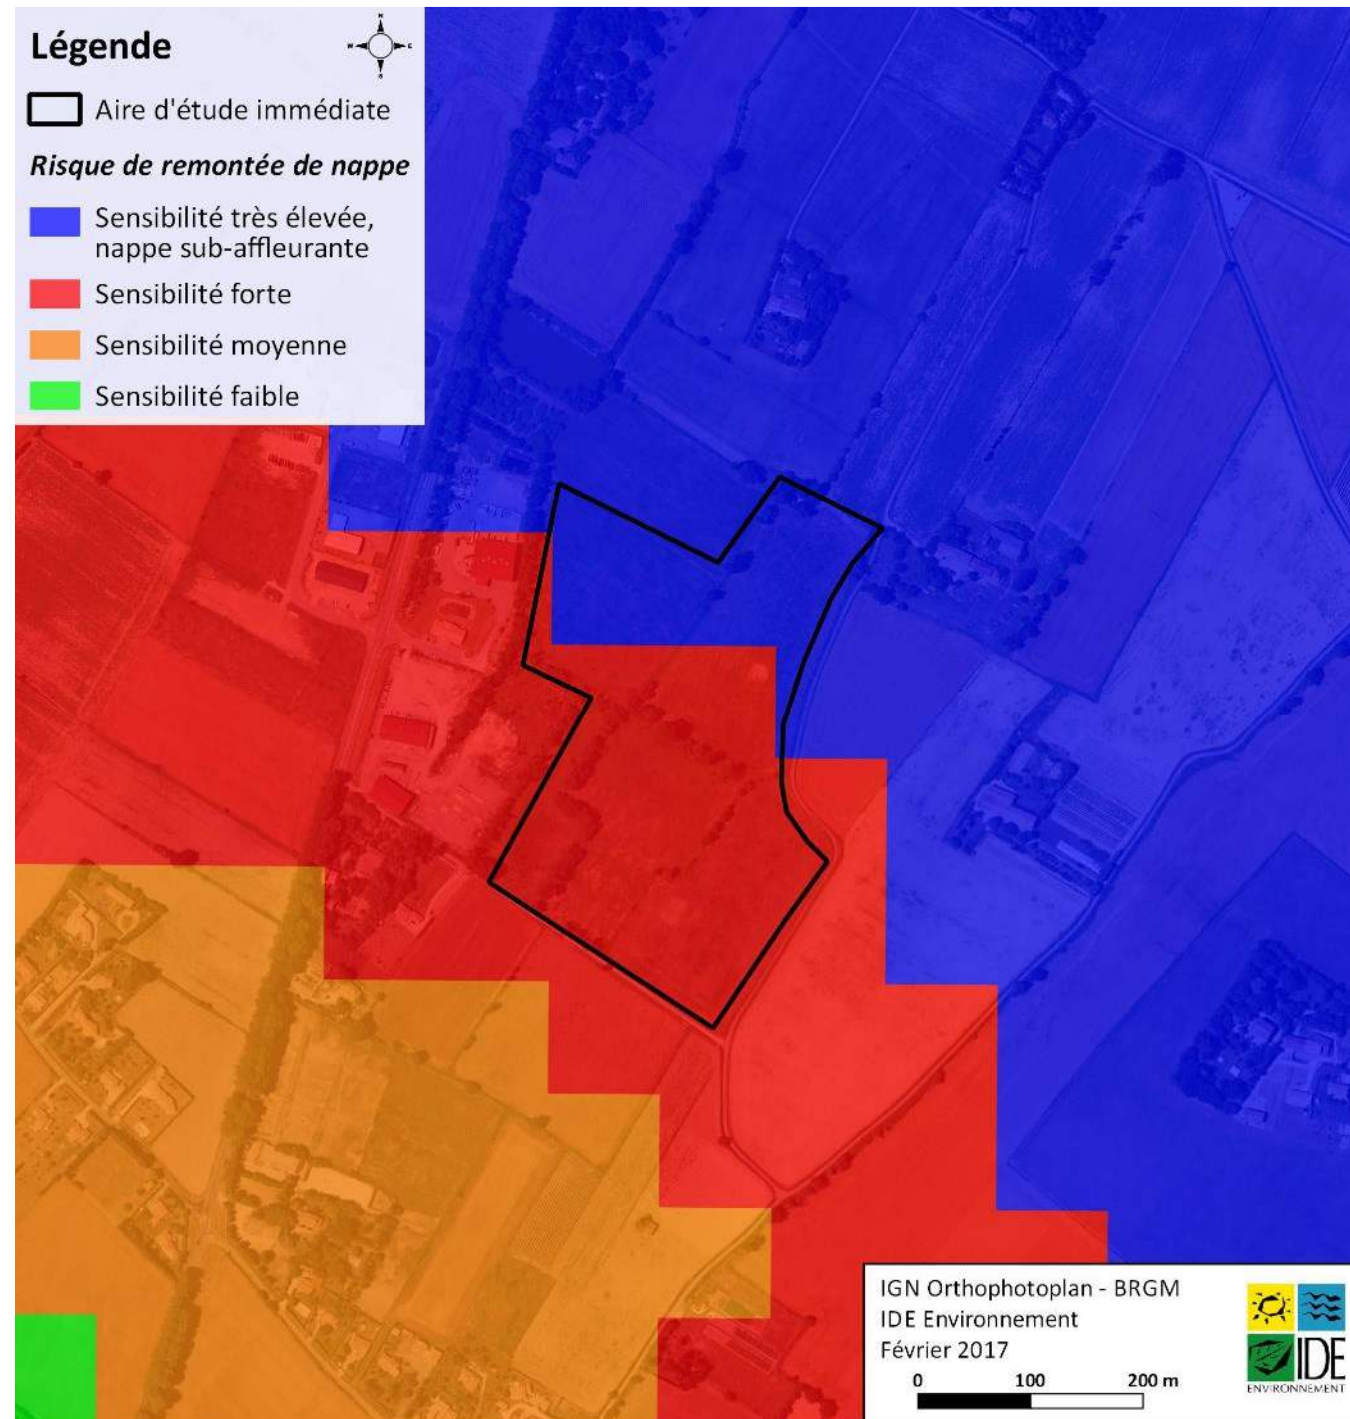 Légende
N
W E
S
Aire d'étude immédiate
Risque de remontée de nappe
Sensibilité très élevée,
nappe sub-affleurante
Sensibilité forte
Sensibilité moyenne
Sensibilité faible
IGN Orthophotoplan - BRGM
IDE Environnement
Février 2017
0 100 200 m
IDE
ENVIRONNEMENT